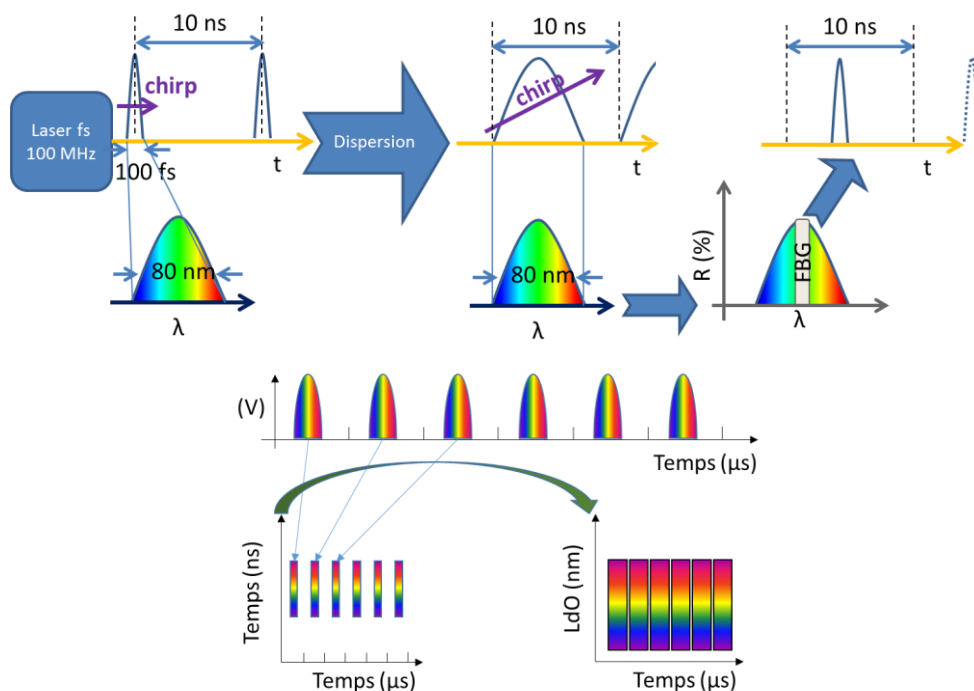 10 ns
chirp
Laser fs
100 MHz
t
100 fs
80 nm
λ
Dispersion
10 ns
chirp
t
80 nm
λ
10 ns
t
R (%)
FBG
λ
(V)
Temps (µs)
Temps (ns)
Temps (µs)
LdO (nm)
Temps (µs)